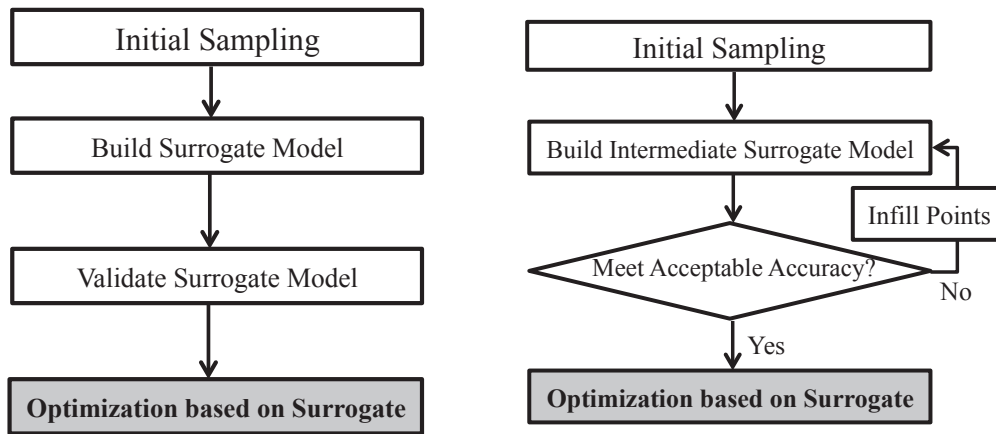 Initial Sampling
Build Surrogate Model
Validate Surrogate Model
Optimization based on Surrogate
Initial Sampling
Build Intermediate Surrogate Model
Infill Points
Meet Acceptable Accuracy?
No
Yes
Optimization based on Surrogate